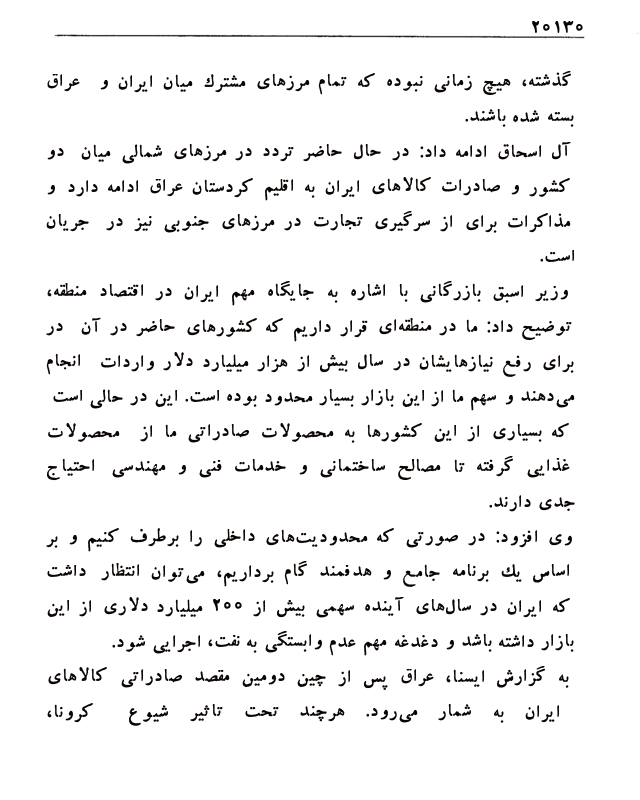 ۲۰۱۳۰
گذشته، هیچ زمانی نبوده که تمام مرزهای مشترك میان ایران و عراق
بسته شده باشند.
آل اسحاق ادامه داد: در حال حاضر تردد در مرزهای شمالی میان دو
کشور و صادرات کالاهای ایران به اقلیم کردستان عراق ادامه دارد و
مذاکرات برای از سرگیری تجارت در مرزهای جنوبی نیز در جریان
است.
وزیر اسبق بازرگانی با اشاره به جایگاه مهم ایران در اقتصاد منطقه،
توضیح داد: ما در منطقه‌ای قرار داریم که کشورهای حاضر در آن در
برای رفع نیازهایشان در سال بیش از هزار میلیارد دلار واردات انجام
می‌دهند و سهم ما از این بازار بسیار محدود بوده است. این در حالی است
که بسیاری از این کشورها به محصولات صادراتی ما از محصولات
غذایی گرفته تا مصالح ساختمانی و خدمات فنی و مهندسی احتیاج
جدی دارند.
وی افزود: در صورتی که محدودیت‌های داخلی را برطرف کنیم و بر
اساس یك برنامه جامع و هدفمند گام برداریم، می‌توان انتظار داشت
که ایران در سال‌های آینده سهمی بیش از ۲۰۰ میلیارد دلاری از این
بازار داشته باشد و دغدغه مهم عدم وابستگی به نفت، اجرایی شود.
به گزارش ایسنا، عراق پس از چین دومین مقصد صادراتی کالاهای
ایران به شمار می‌رود. هرچند تحت تاثیر شیوع کرونا،